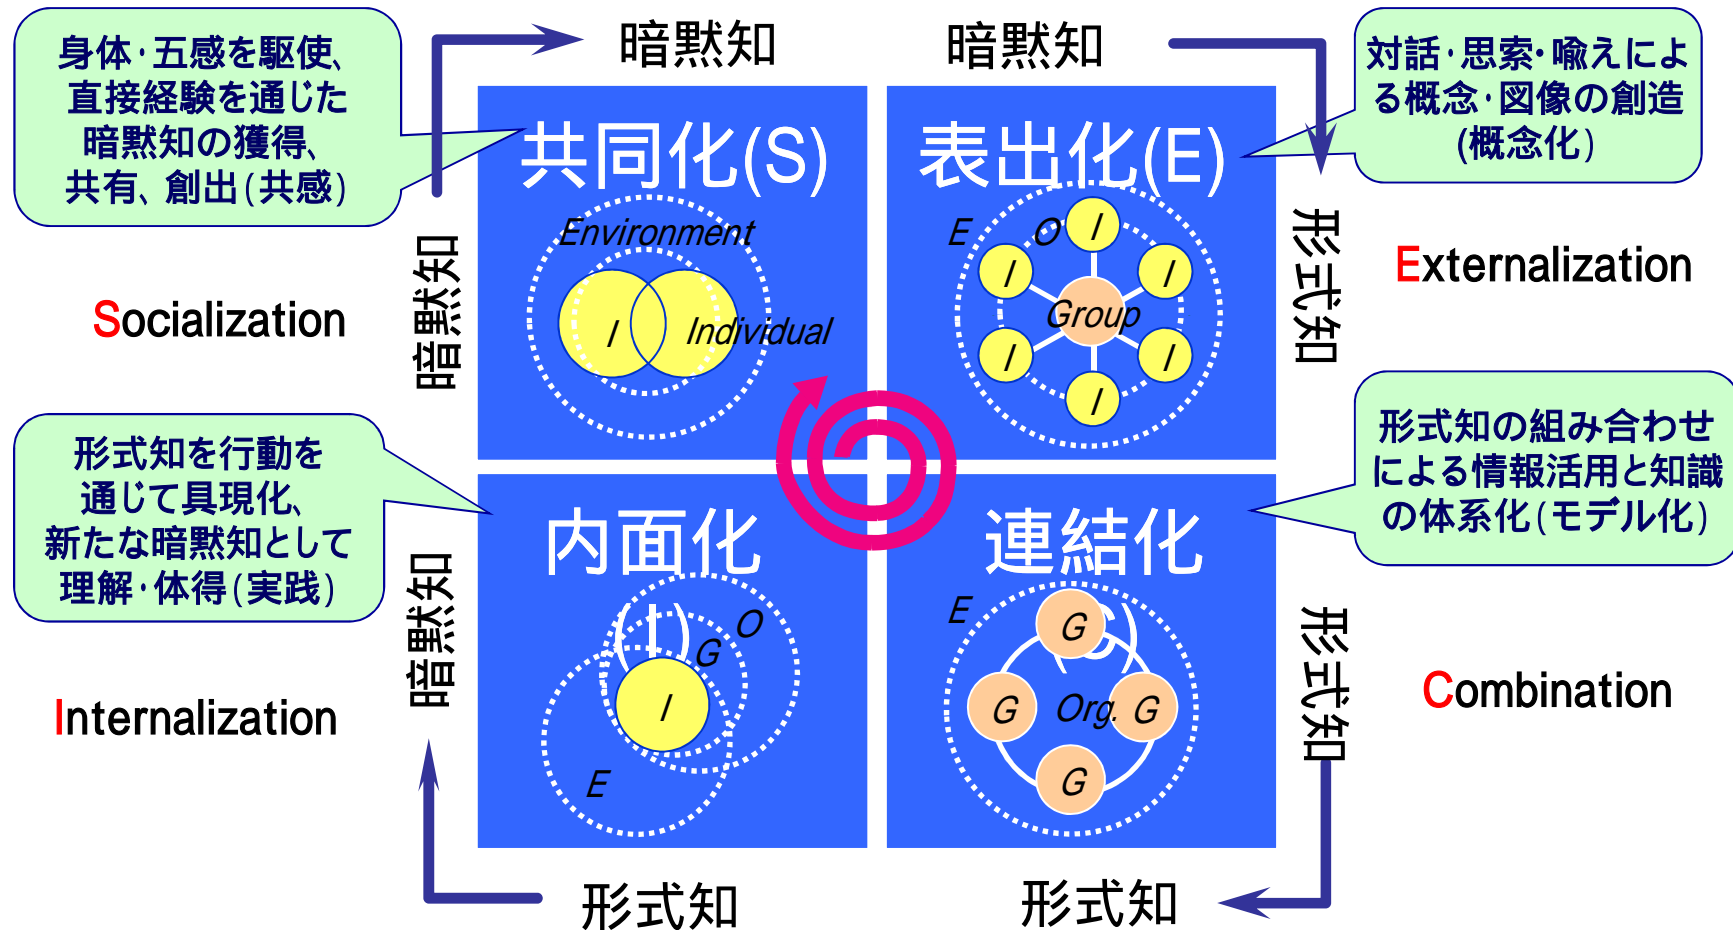 暗黙知
暗黙知
身体・五感を駆使、
直接経験を通じた
暗黙知の獲得、
共有、創出(共感)
対話・思索・喩えによ
る概念・図像の創造
(概念化)
共同化(S)
表出化(E)
Environment
I
Individual
E
O
I
I
I
Group
I
I
I
暗黙知
形式知
Socialization
Externalization
形式知を行動を
通じて具現化、
新たな暗黙知として
理解・体得(実践)
形式知の組み合わせ
による情報活用と知識
の体系化(モデル化)
内面化
(I)
O
G
I
E
連結化
(C)
E
G
G
Org.
G
G
暗黙知
形式知
Internalization
Combination
形式知
形式知